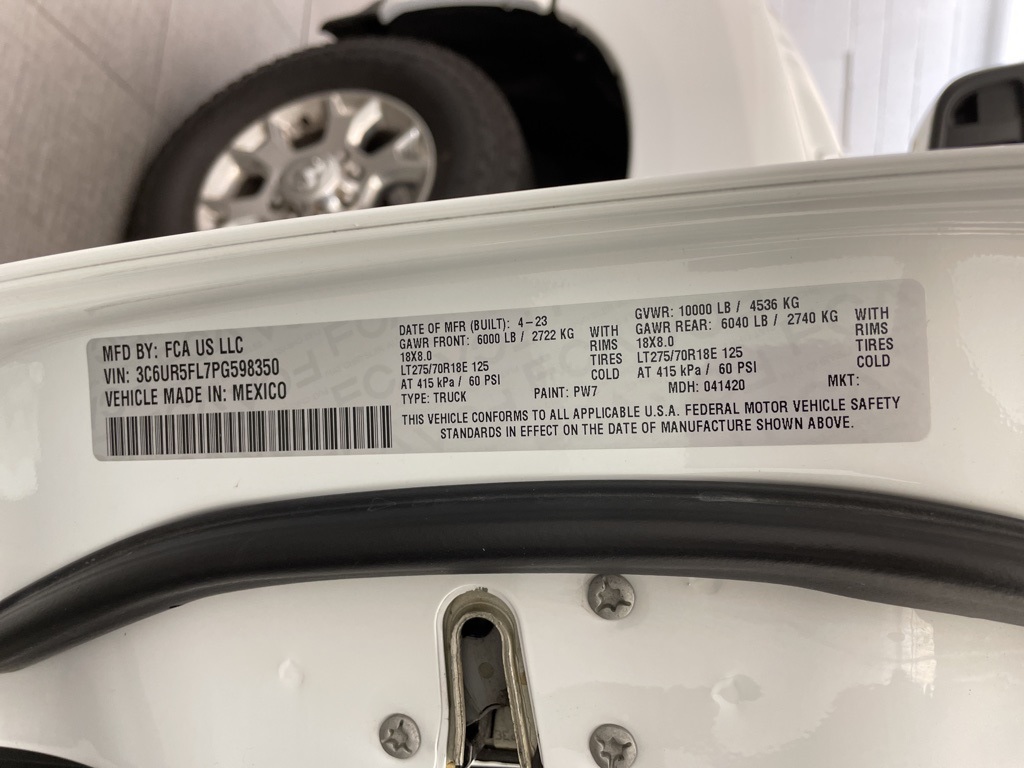 MFD BY: FCA US LLC
VIN: 3C6UR5FL7PG598350
VEHICLE MADE IN: MEXICO
DATE OF MFR (BUILT): 4-23
GAWR FRONT: 6000 LB / 2722 KG WITH
18X8.0 RIMS
LT275/70R18E 125 TIRES
AT 415 kPa / 60 PSI COLD
TYPE: TRUCK PAINT: PW7
GVWR: 10000 LB / 4536 KG
GAWR REAR: 6040 LB / 2740 KG WITH
18X8.0 RIMS
LT275/70R18E 125 TIRES
AT 415 kPa / 60 PSI COLD
MDH: 041420 MKT:
THIS VEHICLE CONFORMS TO ALL APPLICABLE U.S.A. FEDERAL MOTOR VEHICLE SAFETY
STANDARDS IN EFFECT ON THE DATE OF MANUFACTURE SHOWN ABOVE.